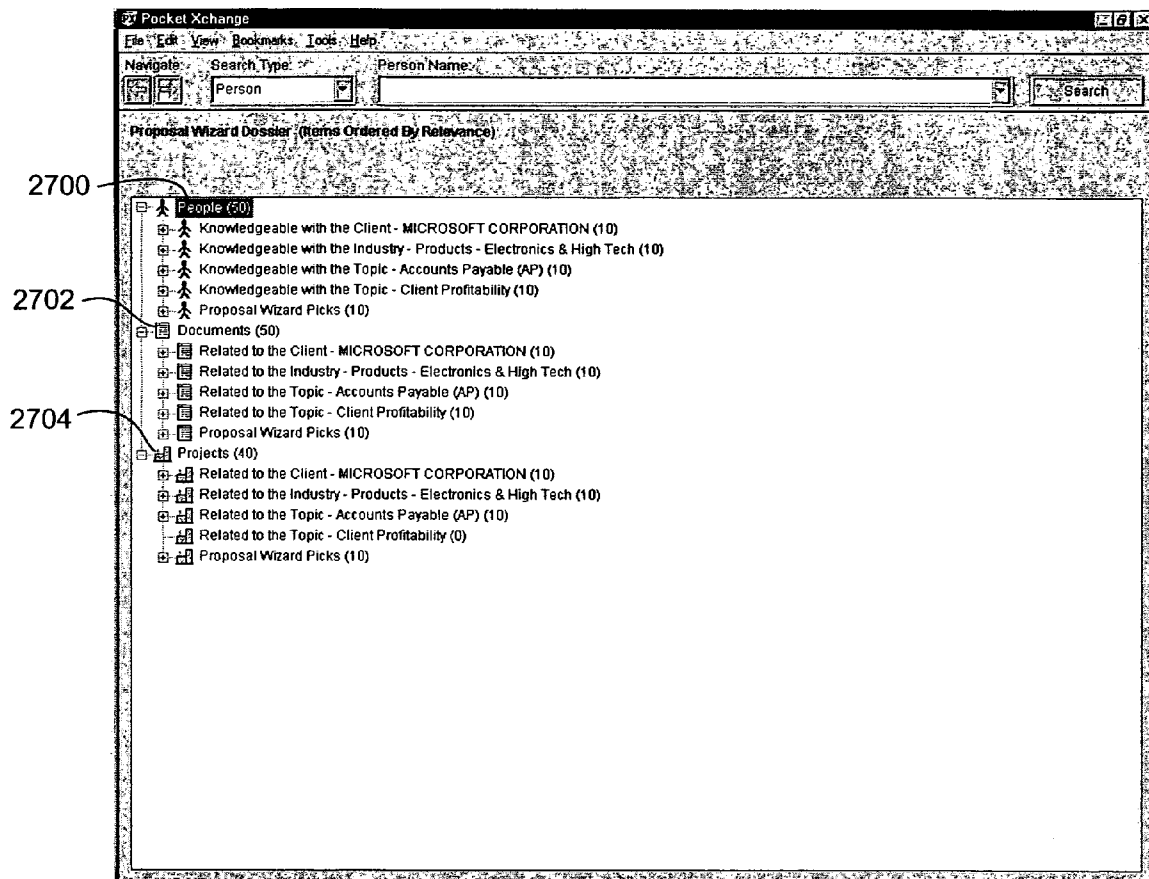 Pocket Xchange
File Edit View Bookmarks Tools Help
Navigate: Search Type: Person Name:
Person Search
Proposal Wizard Dossier (Items Ordered By Relevance)
2700
People (50)
Knowledgeable with the Client - MICROSOFT CORPORATION (10)
Knowledgeable with the Industry - Products - Electronics & High Tech (10)
Knowledgeable with the Topic - Accounts Payable (AP) (10)
Knowledgeable with the Topic - Client Profitability (10)
Proposal Wizard Picks (10)
2702
Documents (50)
Related to the Client - MICROSOFT CORPORATION (10)
Related to the Industry - Products - Electronics & High Tech (10)
Related to the Topic - Accounts Payable (AP) (10)
Related to the Topic - Client Profitability (10)
Proposal Wizard Picks (10)
2704
Projects (40)
Related to the Client - MICROSOFT CORPORATION (10)
Related to the Industry - Products - Electronics & High Tech (10)
Related to the Topic - Accounts Payable (AP) (10)
Related to the Topic - Client Profitability (0)
Proposal Wizard Picks (10)